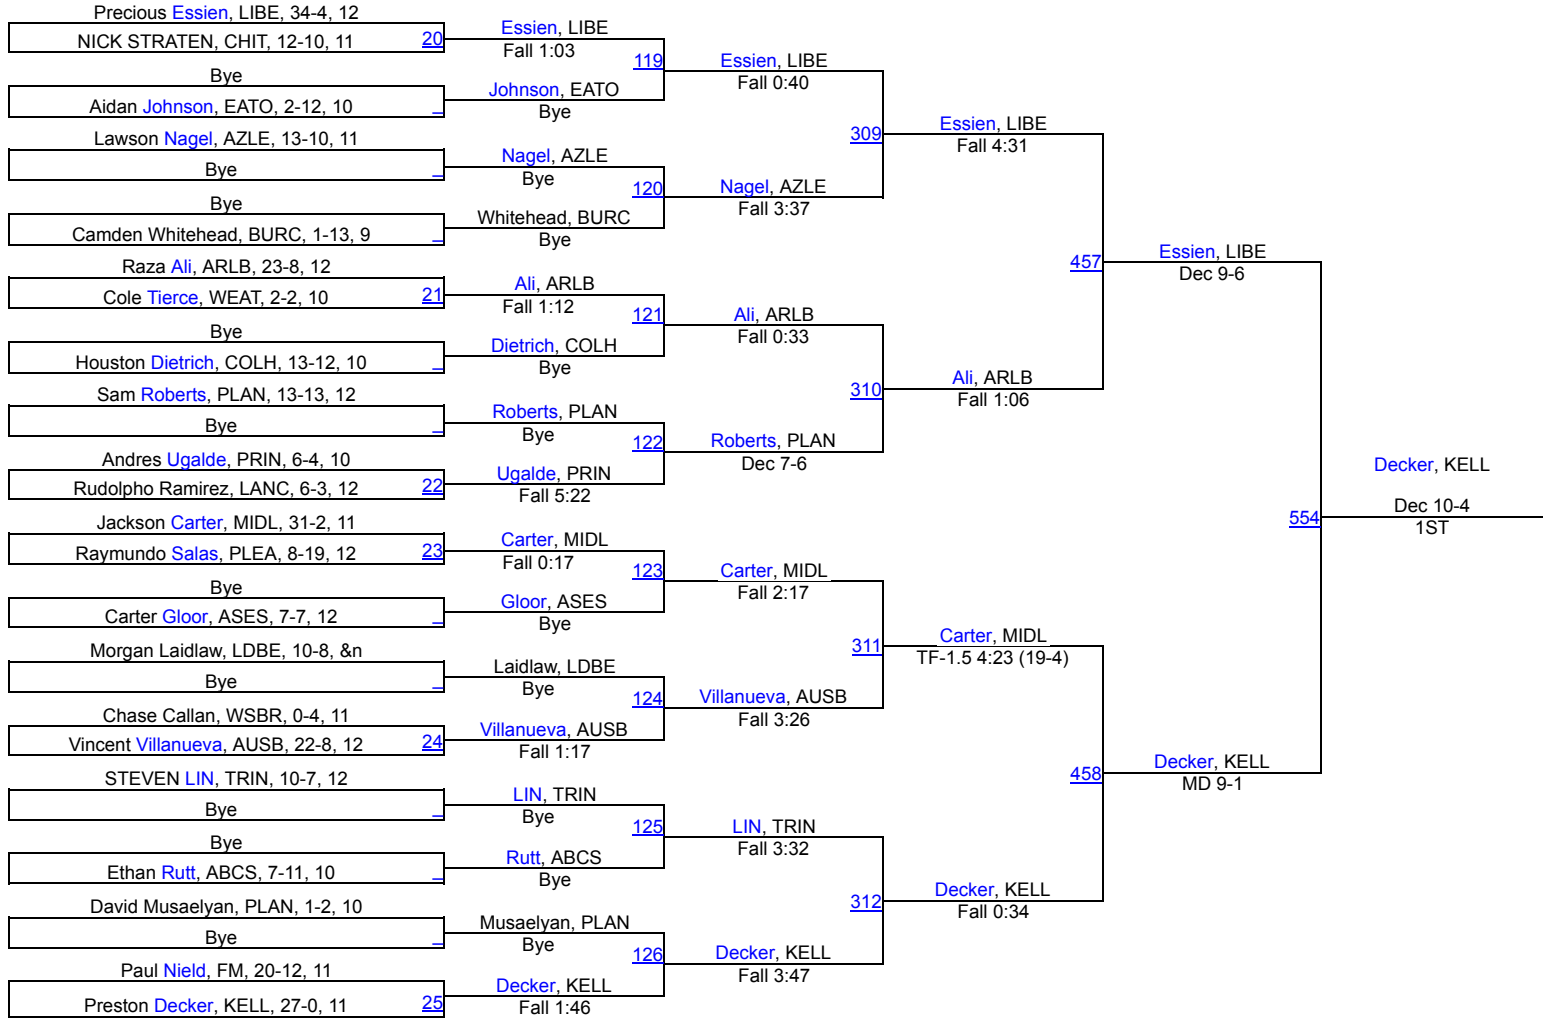 Precious Essien, LIBE, 34-4, 12
NICK STRATEN, CHIT, 12-10, 11
20
Bye
Aidan Johnson, EATO, 2-12, 10
Lawson Nagel, AZLE, 13-10, 11
Bye
Bye
Camden Whitehead, BURC, 1-13, 9
Raza Ali, ARLB, 23-8, 12
Cole Tierce, WEAT, 2-2, 10
21
Bye
Houston Dietrich, COLH, 13-12, 10
Sam Roberts, PLAN, 13-13, 12
Bye
Andres Ugalde, PRIN, 6-4, 10
Rudolpho Ramirez, LANC, 6-3, 12
22
Jackson Carter, MIDL, 31-2, 11
Raymundo Salas, PLEA, 8-19, 12
23
Bye
Carter Gloor, ASES, 7-7, 12
Morgan Laidlaw, LDBE, 10-8, &n
Bye
Chase Callan, WSBR, 0-4, 11
Vincent Villanueva, AUSB, 22-8, 12
24
STEVEN LIN, TRIN, 10-7, 12
Bye
Bye
Ethan Rutt, ABCS, 7-11, 10
David Musaelyan, PLAN, 1-2, 10
Bye
Paul Nield, FM, 20-12, 11
Preston Decker, KELL, 27-0, 11
25
Essien, LIBE
Fall 1:03
119
Johnson, EATO
Bye
Nagel, AZLE
Bye
120
Whitehead, BURC
Bye
Ali, ARLB
Fall 1:12
121
Dietrich, COLH
Bye
Roberts, PLAN
Bye
122
Ugalde, PRIN
Fall 5:22
Carter, MIDL
Fall 0:17
123
Gloor, ASES
Bye
Laidlaw, LDBE
Bye
124
Villanueva, AUSB
Fall 1:17
LIN, TRIN
Bye
125
Rutt, ABCS
Bye
Musaelyan, PLAN
Bye
126
Decker, KELL
Fall 1:46
Essien, LIBE
Fall 0:40
309
Nagel, AZLE
Fall 3:37
Ali, ARLB
Fall 0:33
310
Roberts, PLAN
Dec 7-6
Carter, MIDL
Fall 2:17
311
Villanueva, AUSB
Fall 3:26
LIN, TRIN
Fall 3:32
312
Decker, KELL
Fall 3:47
Essien, LIBE
Fall 4:31
457
Ali, ARLB
Fall 1:06
Carter, MIDL
TF-1.5 4:23 (19-4)
458
Decker, KELL
Fall 0:34
Essien, LIBE
Dec 9-6
554
Decker, KELL
MD 9-1
Decker, KELL
Dec 10-4
1ST